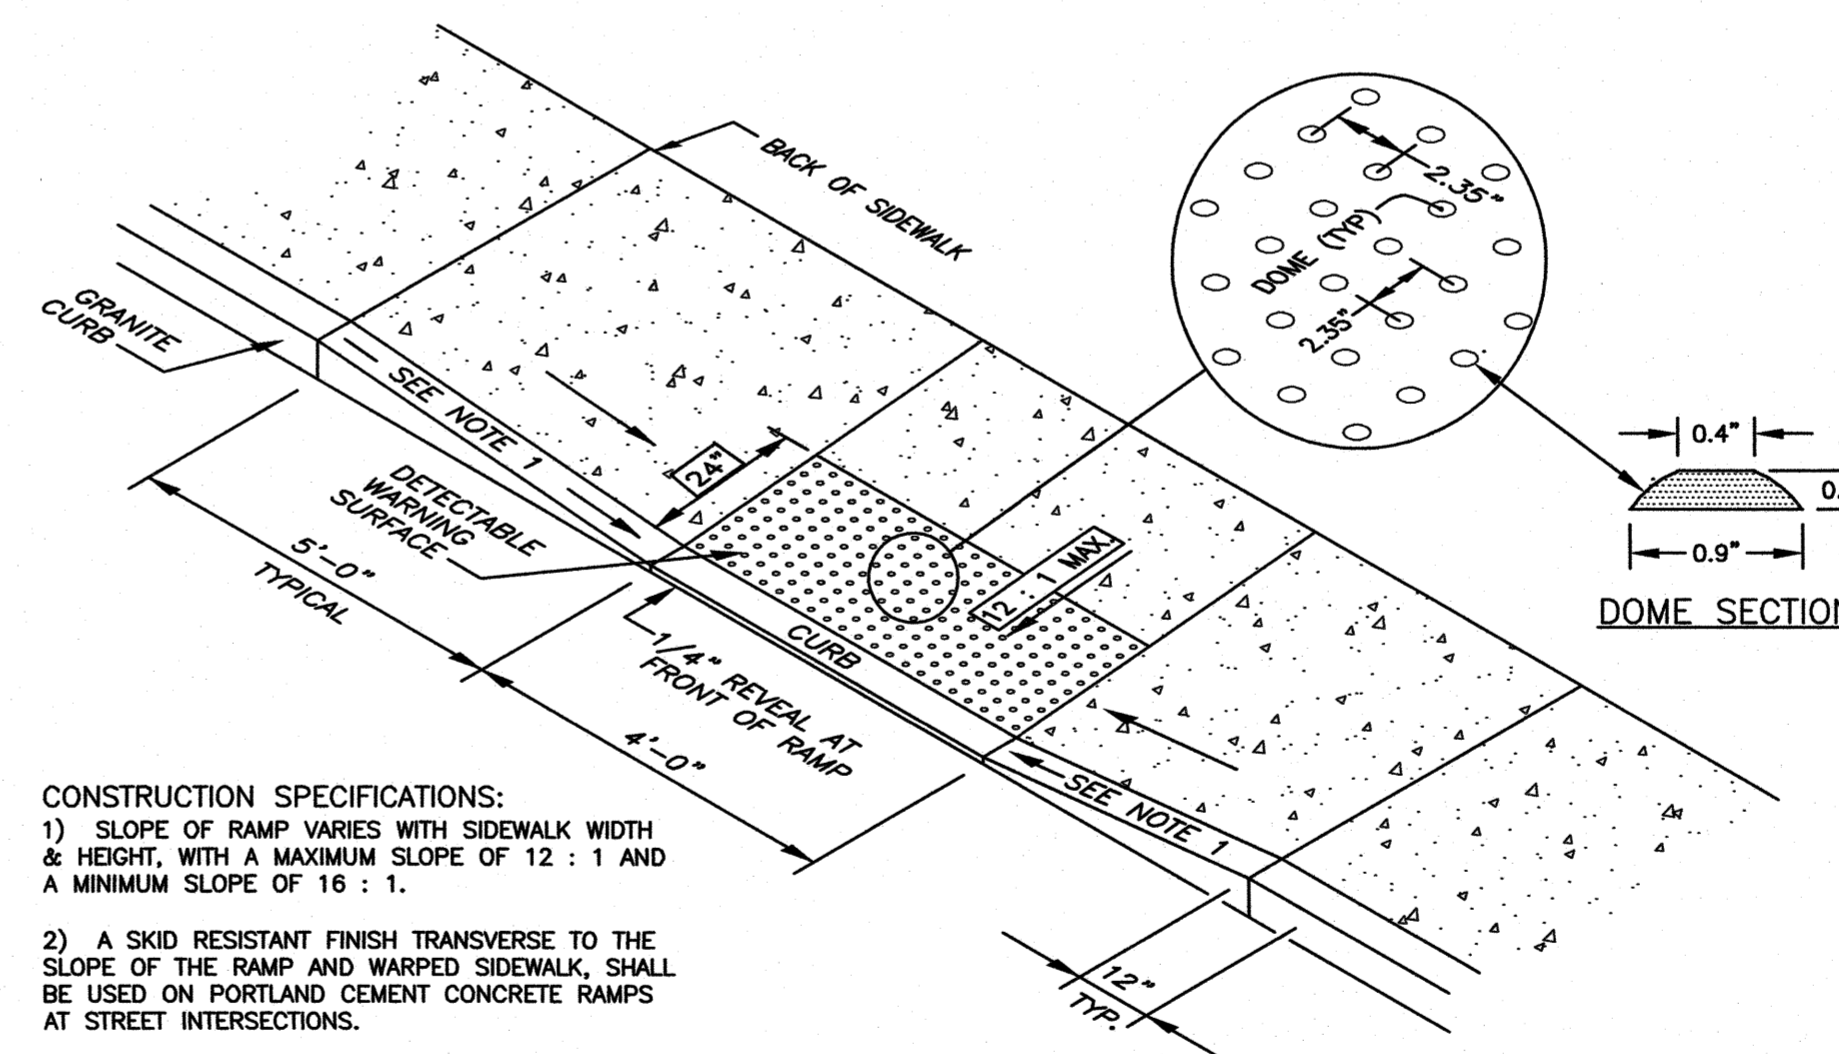 BACK OF SIDEWALK
2.35"
DOME (TYP)
2.35"
GRANITE
CURB
SEE NOTE 1
24"
DETECTABLE
WARNING
SURFACE
12 : 1 MAX.
0.4"
0.9"
DOME SECTION
5'-0"
TYPICAL
CURB
1/4" REVEAL AT
FRONT OF RAMP
4'-0"
SEE NOTE 1
12"
TYP.
CONSTRUCTION SPECIFICATIONS:
1) SLOPE OF RAMP VARIES WITH SIDEWALK WIDTH
& HEIGHT, WITH A MAXIMUM SLOPE OF 12 : 1 AND
A MINIMUM SLOPE OF 16 : 1.
2) A SKID RESISTANT FINISH TRANSVERSE TO THE
SLOPE OF THE RAMP AND WARPED SIDEWALK, SHALL
BE USED ON PORTLAND CEMENT CONCRETE RAMPS
AT STREET INTERSECTIONS.